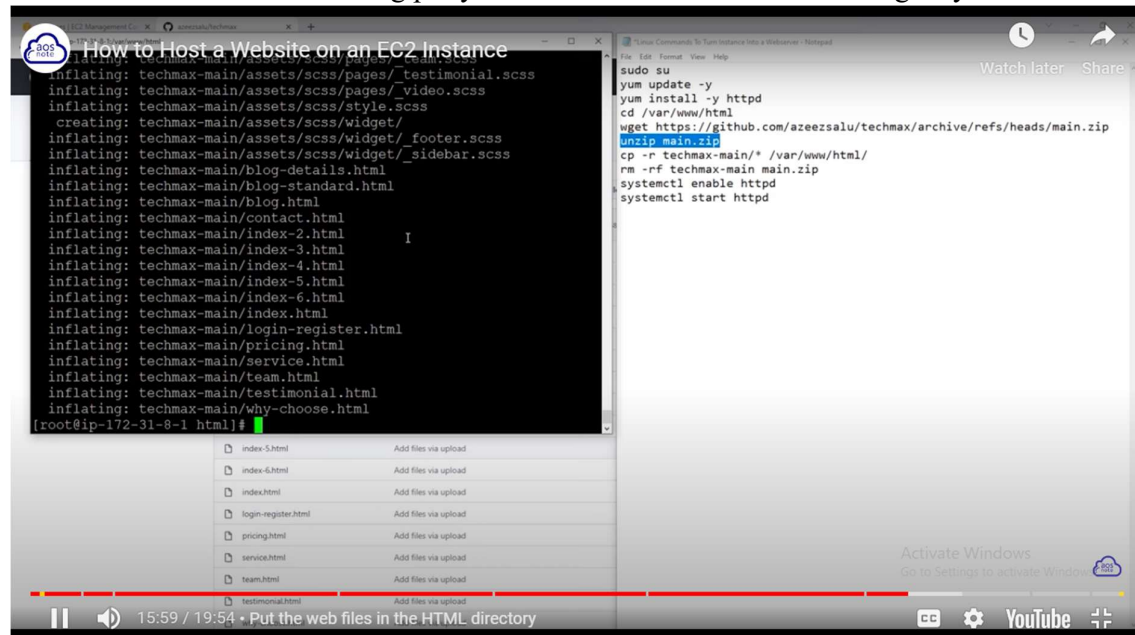 How to Host a Website on an EC2 Instance
Watch later
Share
inflating: techmax-main/assets/scss/pages/_team.scss
inflating: techmax-main/assets/scss/pages/_testimonial.scss
inflating: techmax-main/assets/scss/pages/_video.scss
inflating: techmax-main/assets/scss/style.scss
creating: techmax-main/assets/scss/widget/
inflating: techmax-main/assets/scss/widget/_footer.scss
inflating: techmax-main/assets/scss/widget/_sidebar.scss
inflating: techmax-main/blog-details.html
inflating: techmax-main/blog-standard.html
inflating: techmax-main/blog.html
inflating: techmax-main/contact.html
inflating: techmax-main/index-2.html
inflating: techmax-main/index-3.html
inflating: techmax-main/index-4.html
inflating: techmax-main/index-5.html
inflating: techmax-main/index-6.html
inflating: techmax-main/index.html
inflating: techmax-main/login-register.html
inflating: techmax-main/pricing.html
inflating: techmax-main/service.html
inflating: techmax-main/team.html
inflating: techmax-main/testimonial.html
inflating: techmax-main/why-choose.html
[root@ip-172-31-8-1 html]#
*Linux Commands To Turn Instance Into a Webserver - Notepad
File Edit Format View Help
sudo su
yum update -y
yum install -y httpd
cd /var/www/html
wget https://github.com/azeezsalu/techmax/archive/refs/heads/main.zip
unzip main.zip
cp -r techmax-main/* /var/www/html/
rm -rf techmax-main main.zip
systemctl enable httpd
systemctl start httpd
index-5.html Add files via upload
index-6.html Add files via upload
index.html Add files via upload
login-register.html Add files via upload
pricing.html Add files via upload
service.html Add files via upload
team.html Add files via upload
testimonial.html Add files via upload
Activate Windows
Go to Settings to activate Windows
aos note
15:59 / 19:54 • Put the web files in the HTML directory
CC
YouTube